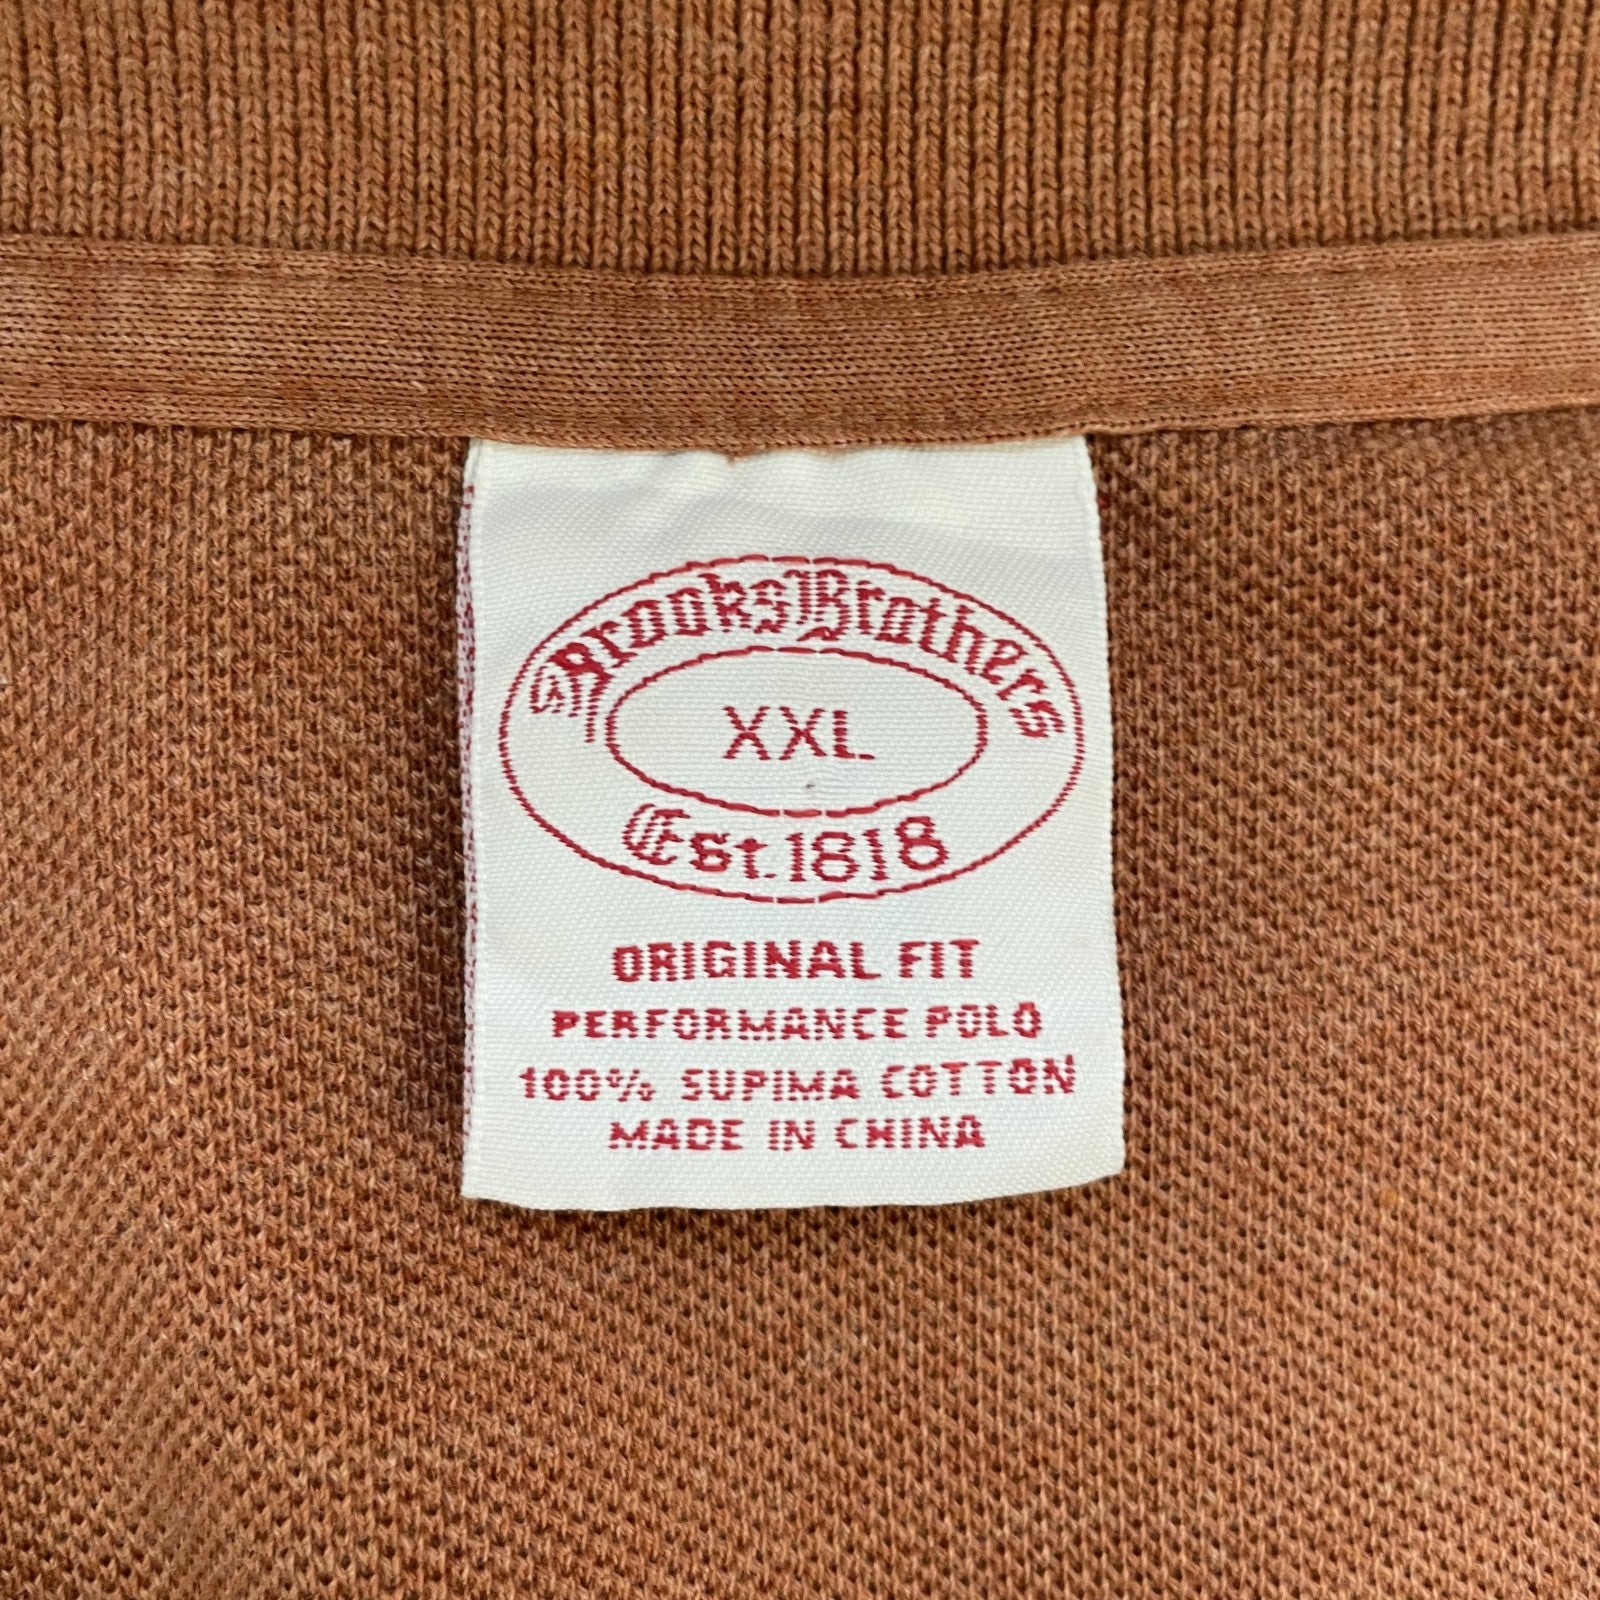 Brooks Brothers
XXL
Est. 1818
ORIGINAL FIT
PERFORMANCE POLO
100% SUPIMA COTTON
MADE IN CHINA